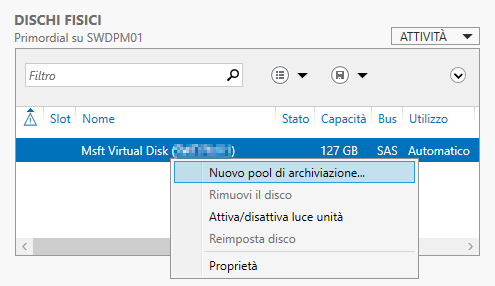 DISCHI FISICI
Primordial su SWDPM01
ATTIVITÀ
Filtro
Slot Nome Stato Capacità Bus Utilizzo
Msft Virtual Disk ( ) 127 GB SAS Automatico
Nuovo pool di archiviazione...
Rimuovi il disco
Attiva/disattiva luce unità
Reimposta disco
Proprietà